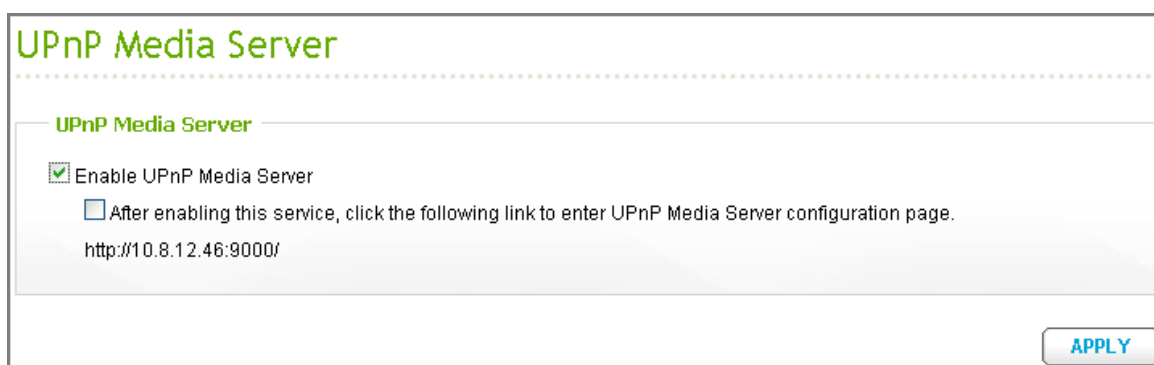 UPnP Media Server
UPnP Media Server
Enable UPnP Media Server
After enabling this service, click the following link to enter UPnP Media Server configuration page.
http://10.8.12.46:9000/
APPLY